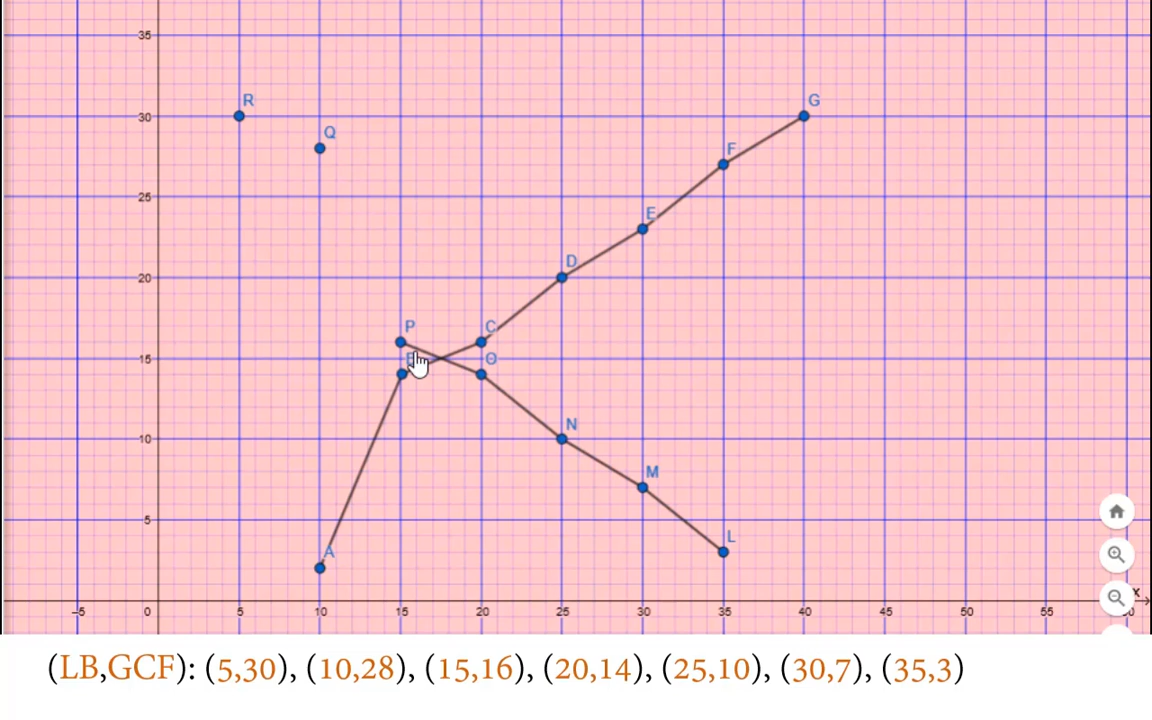 35
R
G
30
Q
F
25
E
D
20
P
C
15
O
N
10
M
5
L
A
x
-5
0
5
10
15
20
25
30
35
40
45
50
55
(LB,GCF): (5,30), (10,28), (15,16), (20,14), (25,10), (30,7), (35,3)